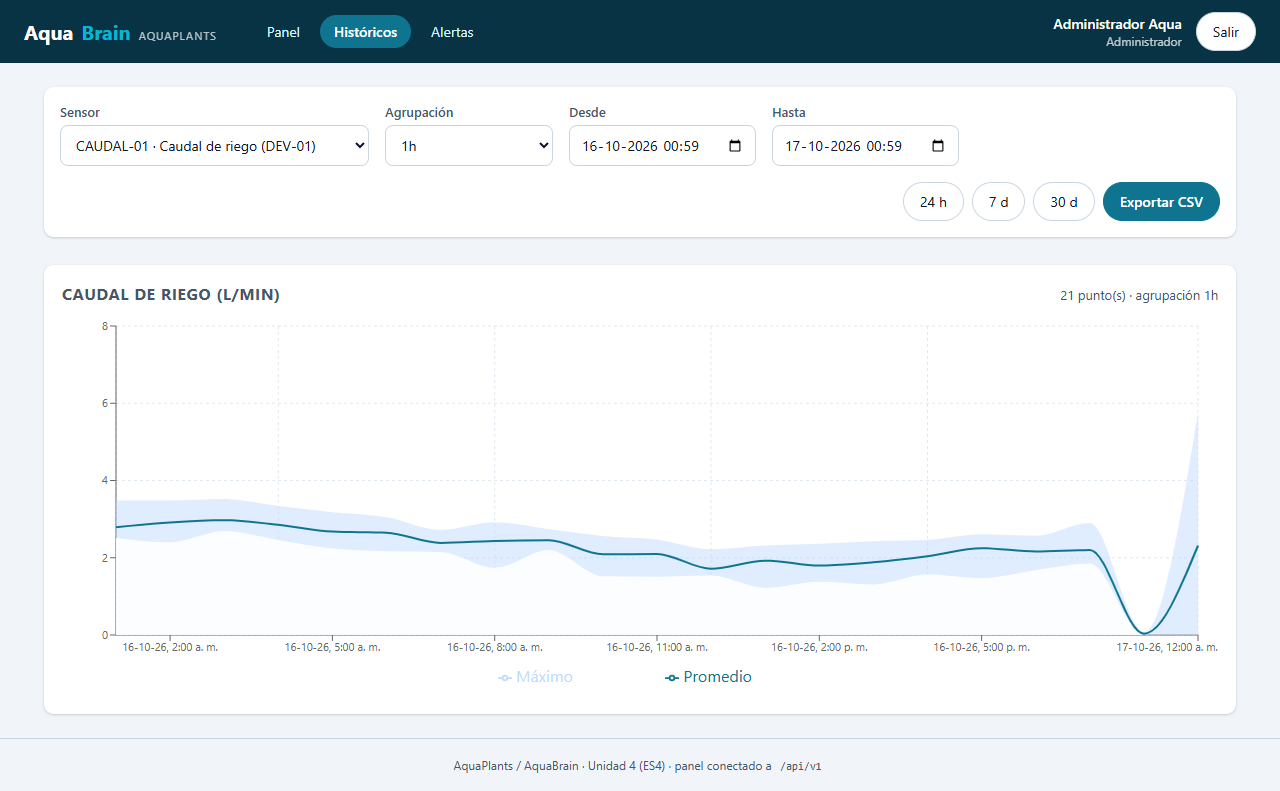 Aqua Brain AQUAPLANTS Panel Históricos Alertas Administrador Aqua Salir
Administrador
Sensor Agrupación Desde Hasta
CAUDAL-01 · Caudal de riego (DEV-01) 1h 16-10-2026 00:59 17-10-2026 00:59
24 h 7 d 30 d Exportar CSV
CAUDAL DE RIEGO (L/MIN) 21 punto(s) · agrupación 1h
8
6
4
2
0
16-10-26, 2:00 a. m. 16-10-26, 5:00 a. m. 16-10-26, 8:00 a. m. 16-10-26, 11:00 a. m. 16-10-26, 2:00 p. m. 16-10-26, 5:00 p. m. 17-10-26, 12:00 a. m.
Máximo Promedio
AquaPlants / AquaBrain · Unidad 4 (ES4) · panel conectado a /api/v1